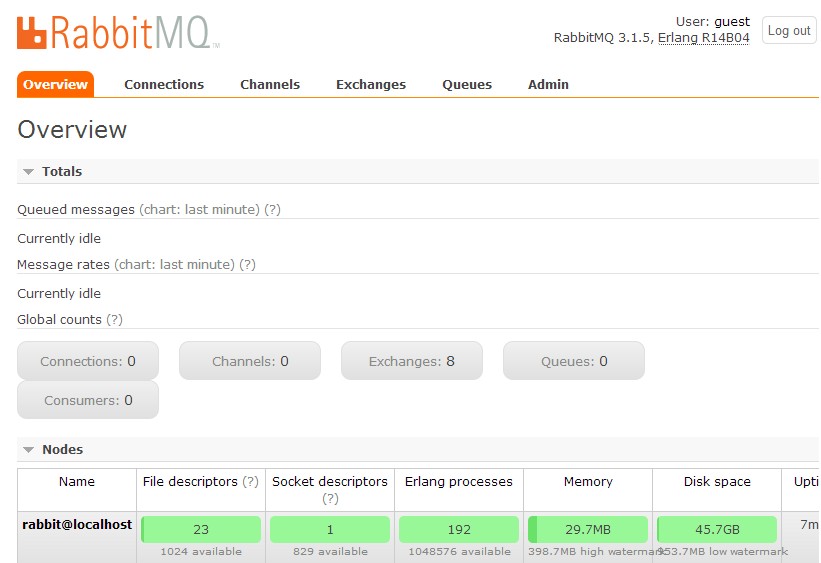 RabbitMQ™
User: guest
RabbitMQ 3.1.5, Erlang R14B04
Log out
Overview Connections Channels Exchanges Queues Admin
Overview
Totals
Queued messages (chart: last minute) (?)
Currently idle
Message rates (chart: last minute) (?)
Currently idle
Global counts (?)
Connections: 0 Channels: 0 Exchanges: 8 Queues: 0
Consumers: 0
Nodes
Name File descriptors (?) Socket descriptors (?) Erlang processes Memory Disk space Upti
rabbit@localhost 23 1 192 29.7MB 45.7GB 7m
1024 available 829 available 1048576 available 398.7MB high watermark 953.7MB low watermark